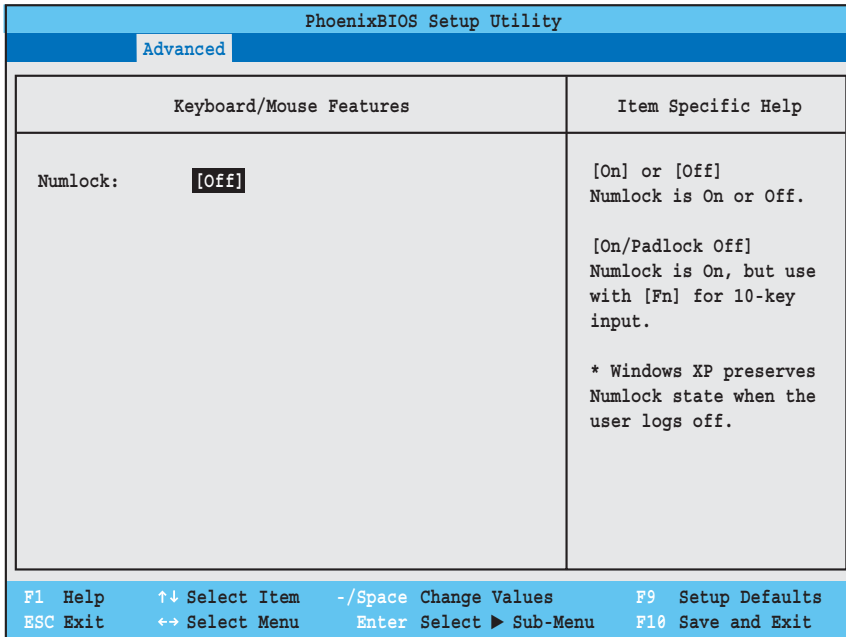 PhoenixBIOS Setup Utility
Advanced
Keyboard/Mouse Features
Item Specific Help
Numlock: [Off]
[On] or [Off]
Numlock is On or Off.
[On/Padlock Off]
Numlock is On, but use
with [Fn] for 10-key
input.
* Windows XP preserves
Numlock state when the
user logs off.
F1 Help ↑↓ Select Item -/Space Change Values F9 Setup Defaults
ESC Exit ←→ Select Menu Enter Select ▶ Sub-Menu F10 Save and Exit